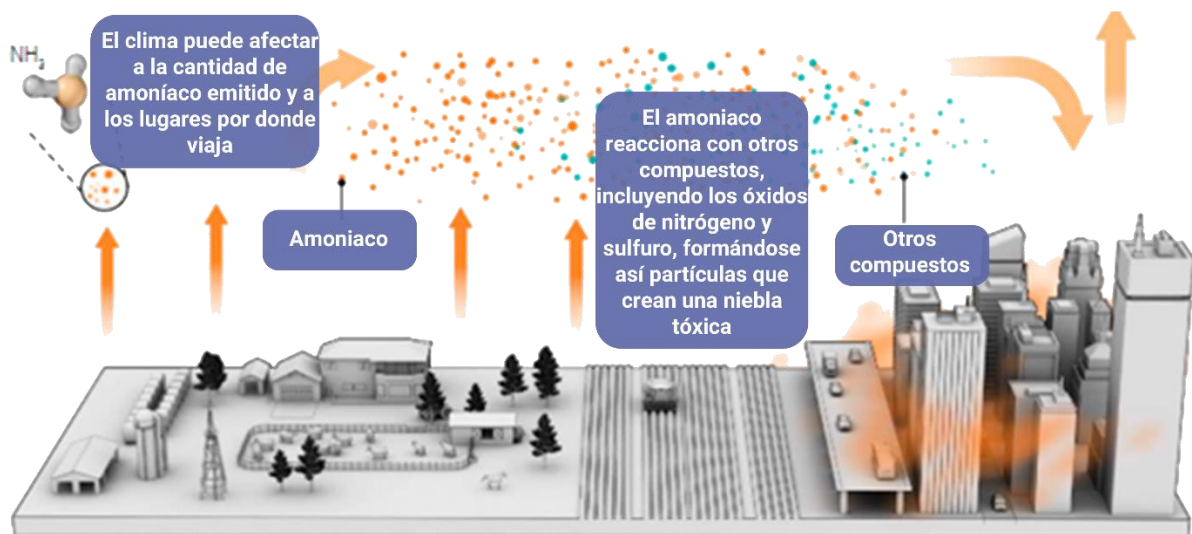 NH3
El clima puede afectar
a la cantidad de
amoníaco emitido y a
los lugares por donde
viaja
Amoniaco
El amoniaco
reacciona con otros
compuestos,
incluyendo los óxidos
de nitrógeno y
sulfuro, formándose
así partículas que
crean una niebla
tóxica
Otros
compuestos